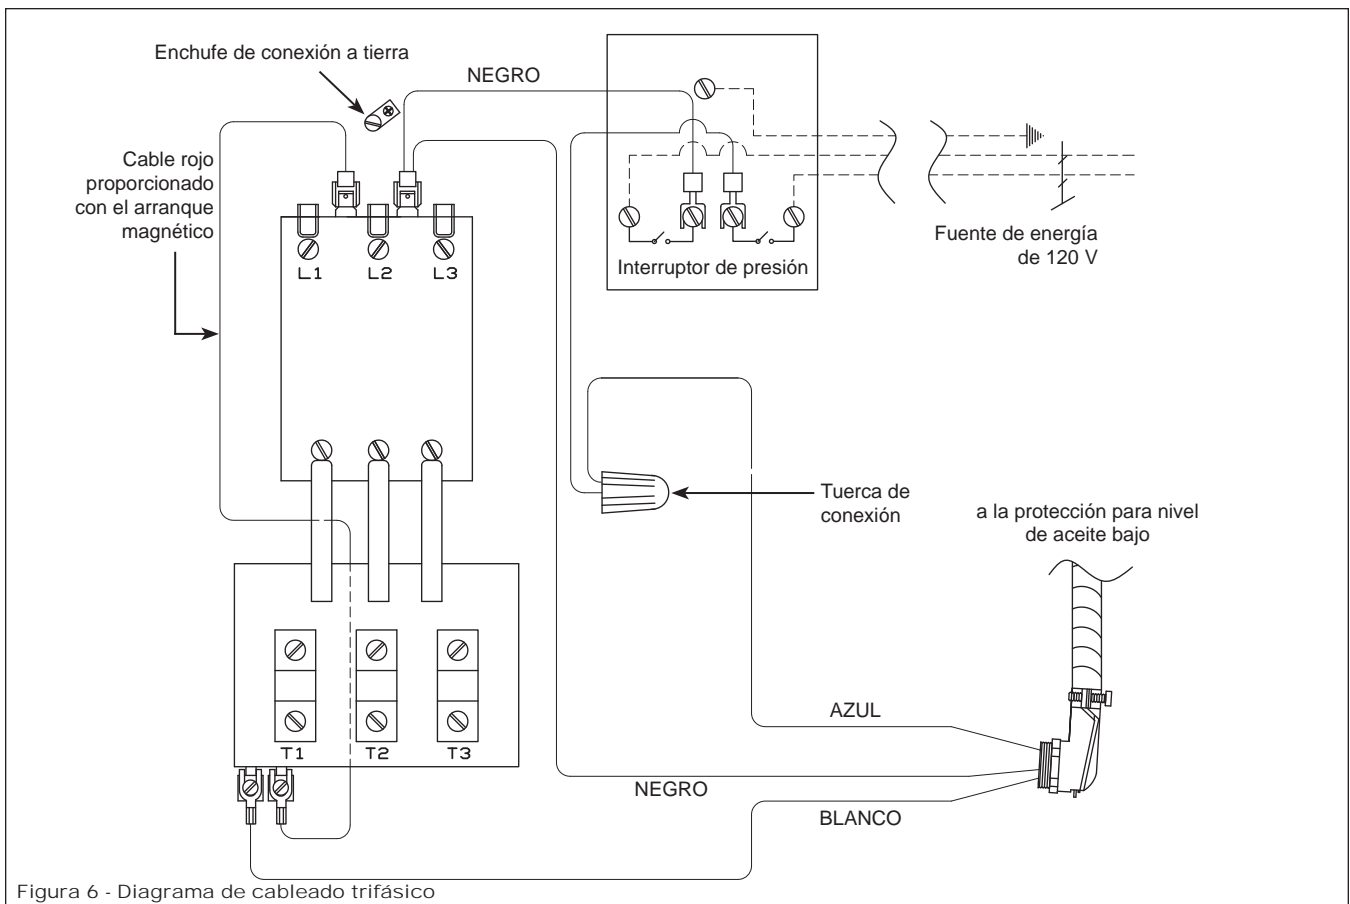 Enchufe de conexión a tierra
NEGRO
Cable rojo
proporcionado
con el arranque
magnético
L1
L2
L3
Interruptor de presión
Fuente de energía
de 120 V
Tuerca de
conexión
a la protección para nivel
de aceite bajo
AZUL
T1
T2
T3
NEGRO
BLANCO
Figura 6 - Diagrama de cableado trifásico